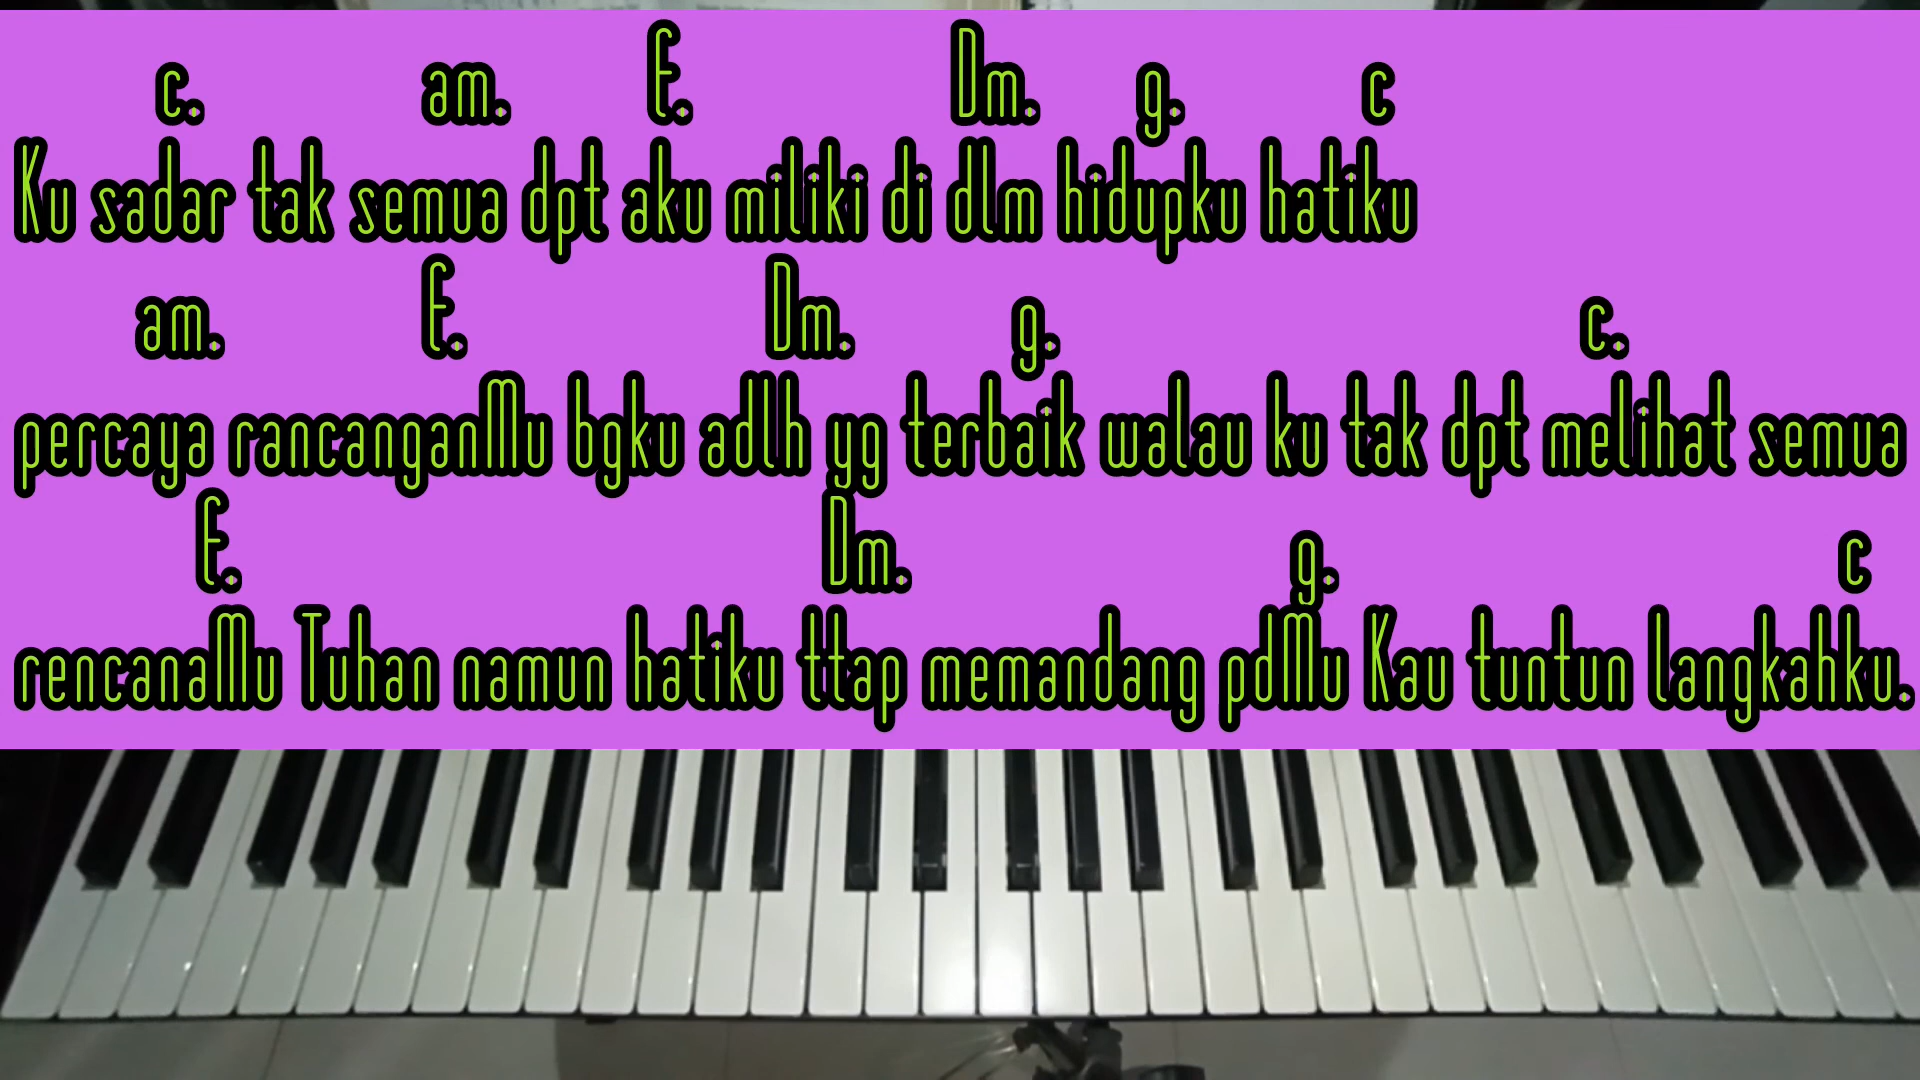 c. am. E. Dm. g. c
Ku sadar tak semua dpt aku miliki di dlm hidupku hatiku
am. E. Dm. g. c.
percaya rancanganMu bgku adlh yg terbaik walau ku tak dpt melihat semua
E. Dm. g. c
rencanaMu Tuhan namun hatiku ttap memandang pdMu Kau tuntun langkahku.